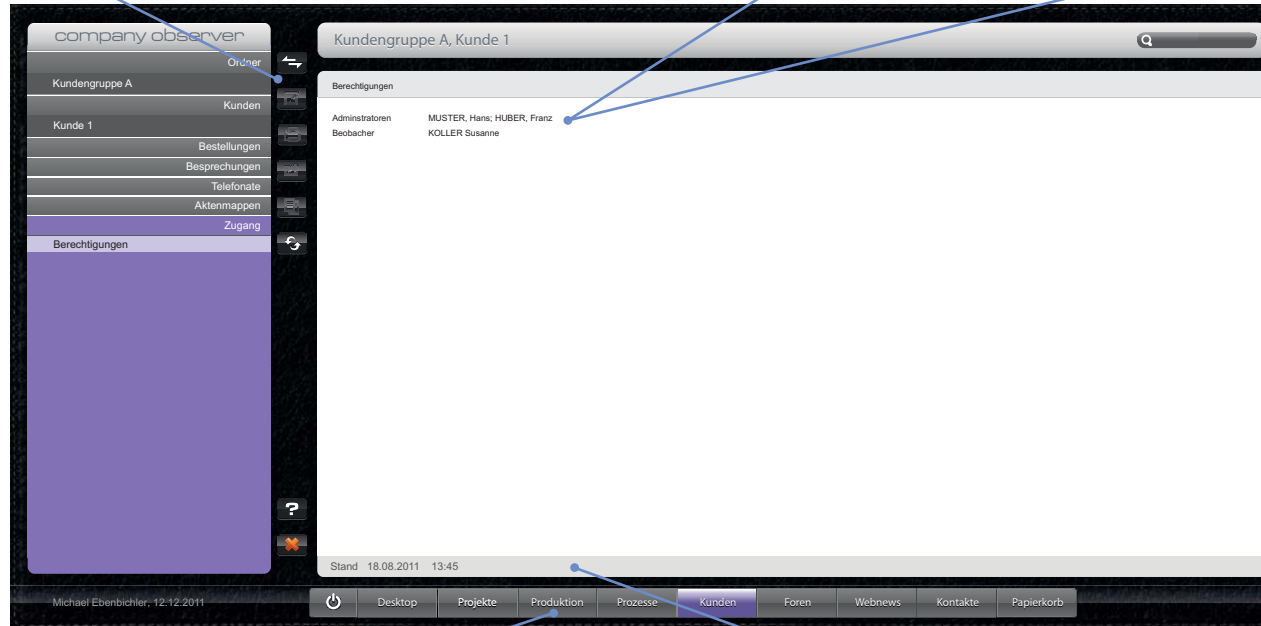 company observer
Ordner
Kundengruppe A
Kunden
Kunde 1
Bestellungen
Besprechungen
Telefonate
Aktenmappen
Zugang
Berechtigungen
Kundengruppe A, Kunde 1
Berechtigungen
Adminstratoren MUSTER, Hans; HUBER, Franz
Beobacher KOLLER Susanne
?
Stand 18.08.2011 13:45
Michael Ebenbichler, 12.12.2011
Desktop Projekte Produktion Prozesse Kunden Foren Webnews Kontakte Papierkorb